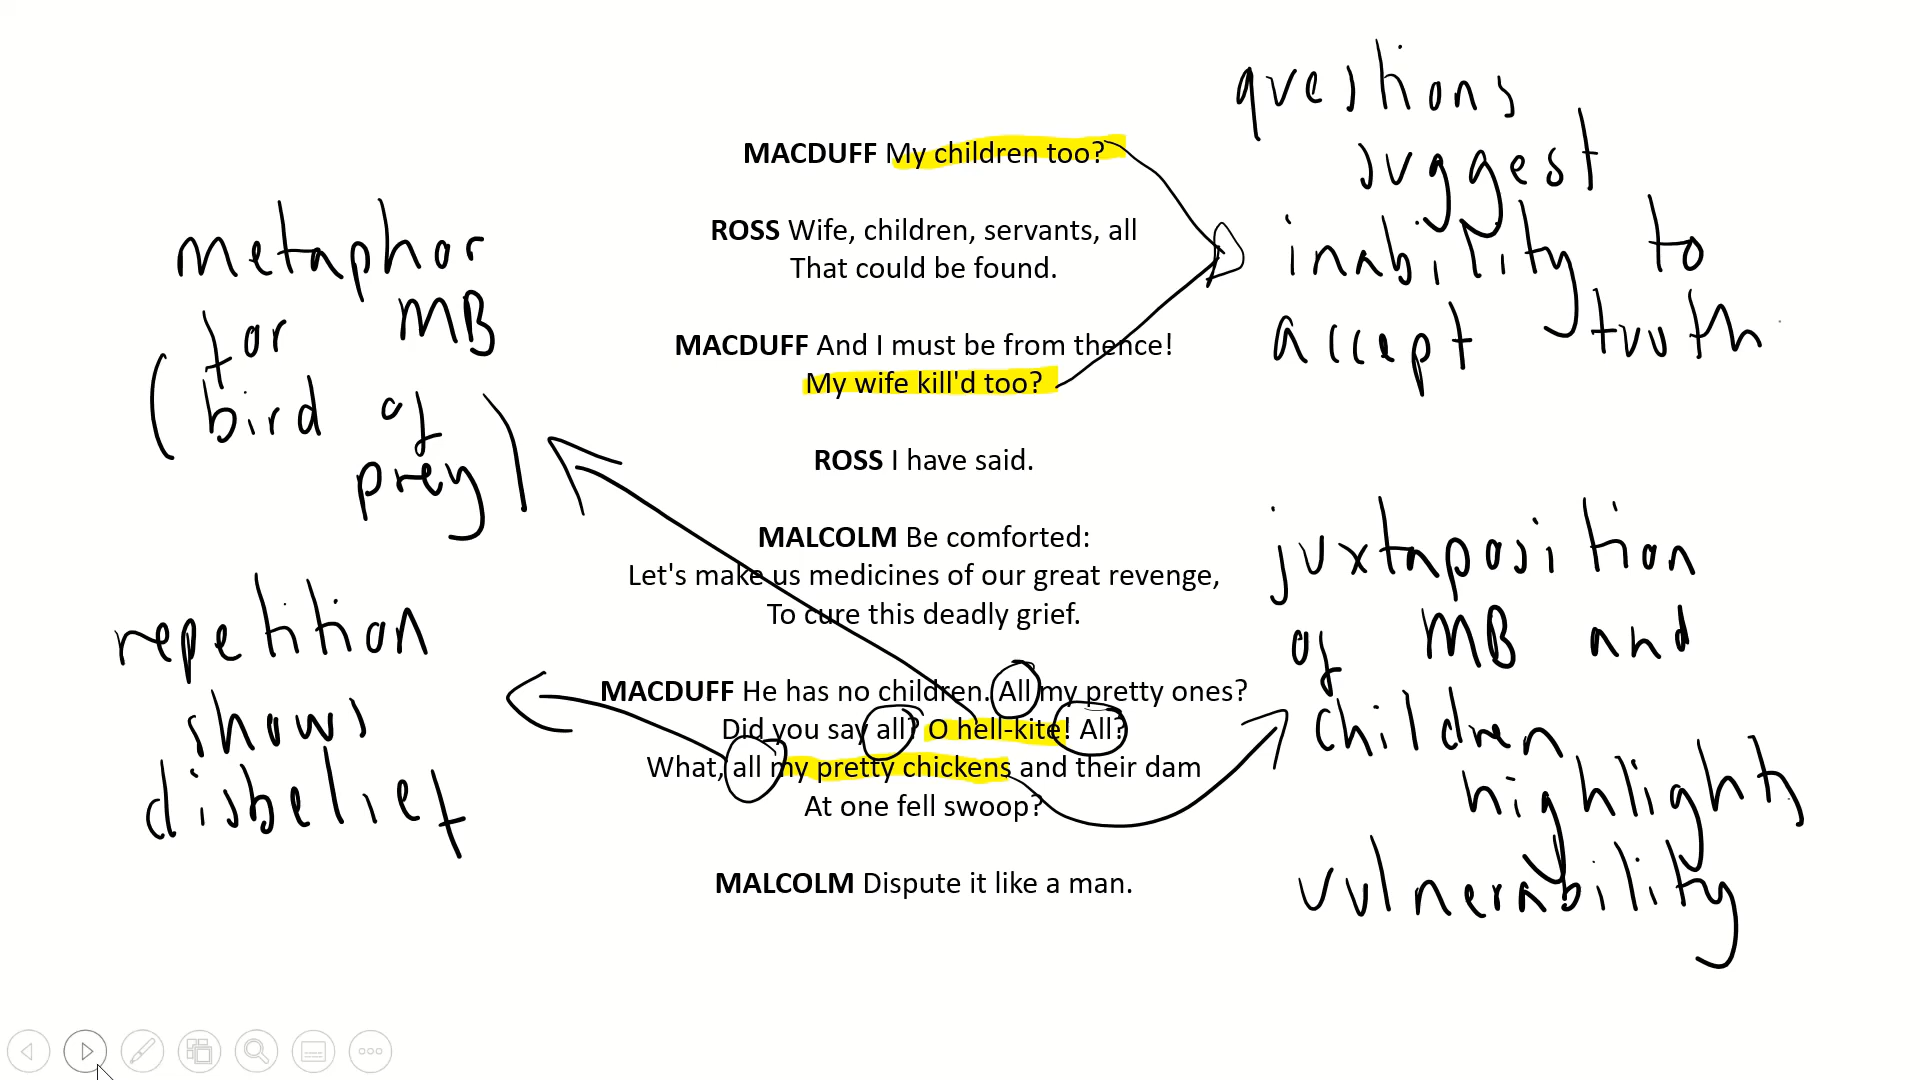 questions
suggest
inability to
accept truth
MACDUFF My children too?
ROSS Wife, children, servants, all
That could be found.
MACDUFF And I must be from thence!
My wife kill'd too?
ROSS I have said.
MALCOLM Be comforted:
Let's make us medicines of our great revenge,
To cure this deadly grief.
MACDUFF He has no children. All my pretty ones?
Did you say all? O hell-kite! All?
What, all my pretty chickens and their dam
At one fell swoop?
MALCOLM Dispute it like a man.
metaphor
for MB
(bird of
prey)
repetition
shows
disbelief
juxtaposition
of MB and
children
highlights
vulnerability